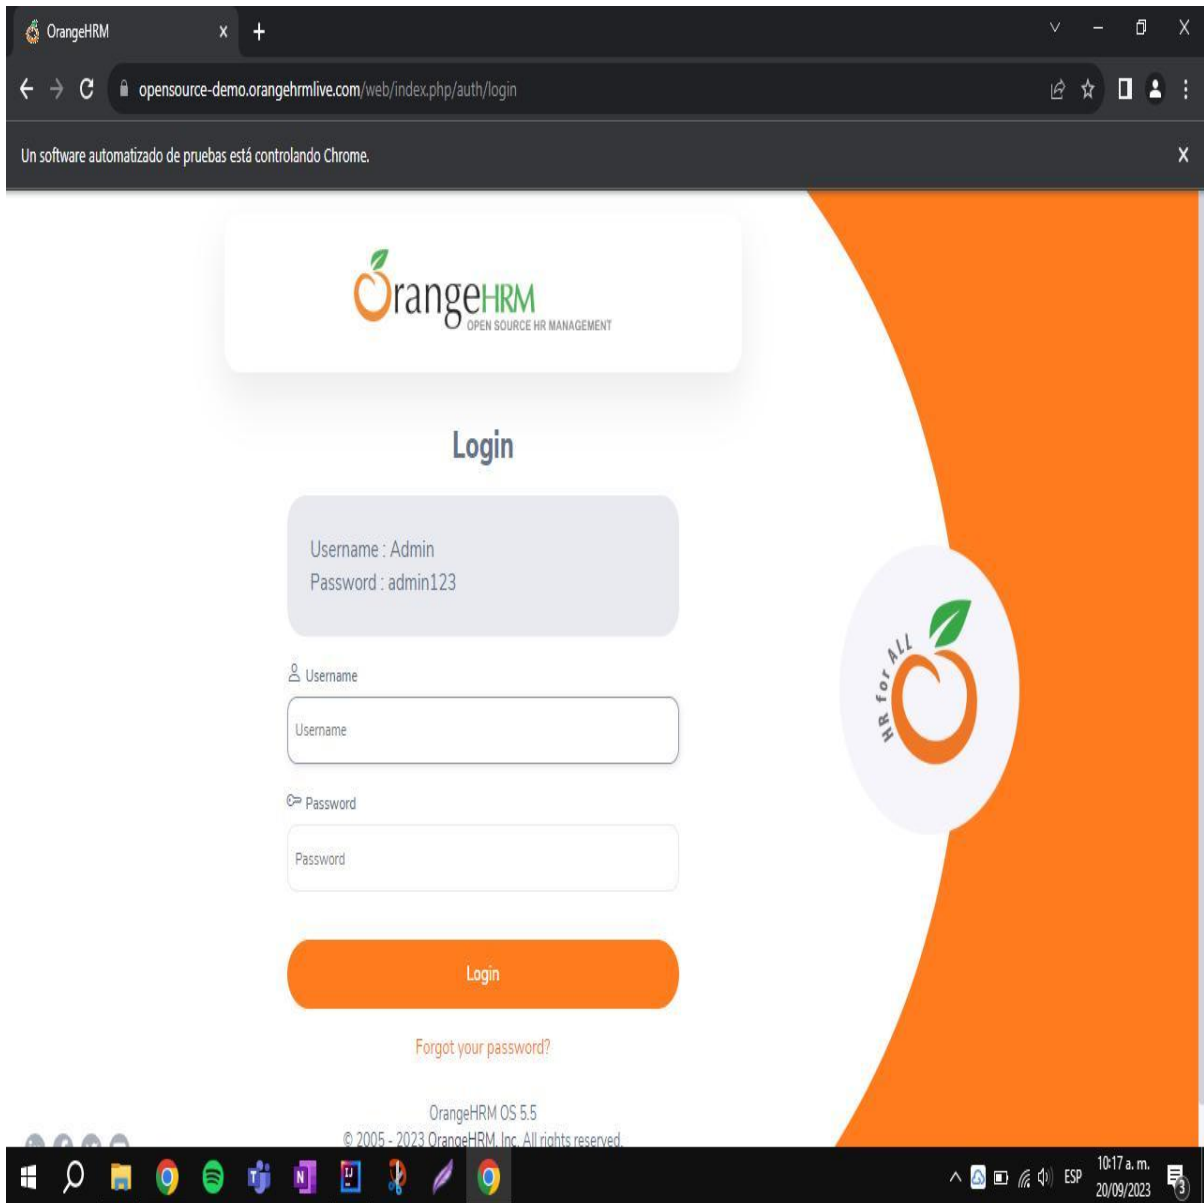 OrangeHRM
opensource-demo.orangehrmlive.com/web/index.php/auth/login
Un software automatizado de pruebas está controlando Chrome.
OrangeHRM
OPEN SOURCE HR MANAGEMENT
Login
Username : Admin
Password : admin123
Username
Username
Password
Password
Login
Forgot your password?
OrangeHRM OS 5.5
© 2005 - 2023 OrangeHRM, Inc. All rights reserved.
HR for ALL
ESP
10:17 a. m.
20/09/2023
3